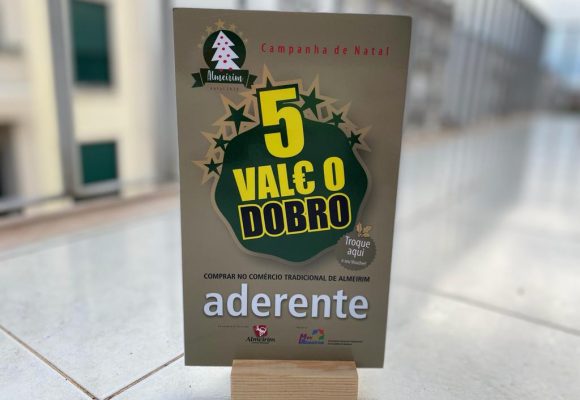 Almeirim
Campanha de Natal
5
VAL€ O
DOBRO
Troque
aqui
COMPRAR NO COMÉRCIO TRADICIONAL DE ALMEIRIM
aderente
Almeirim